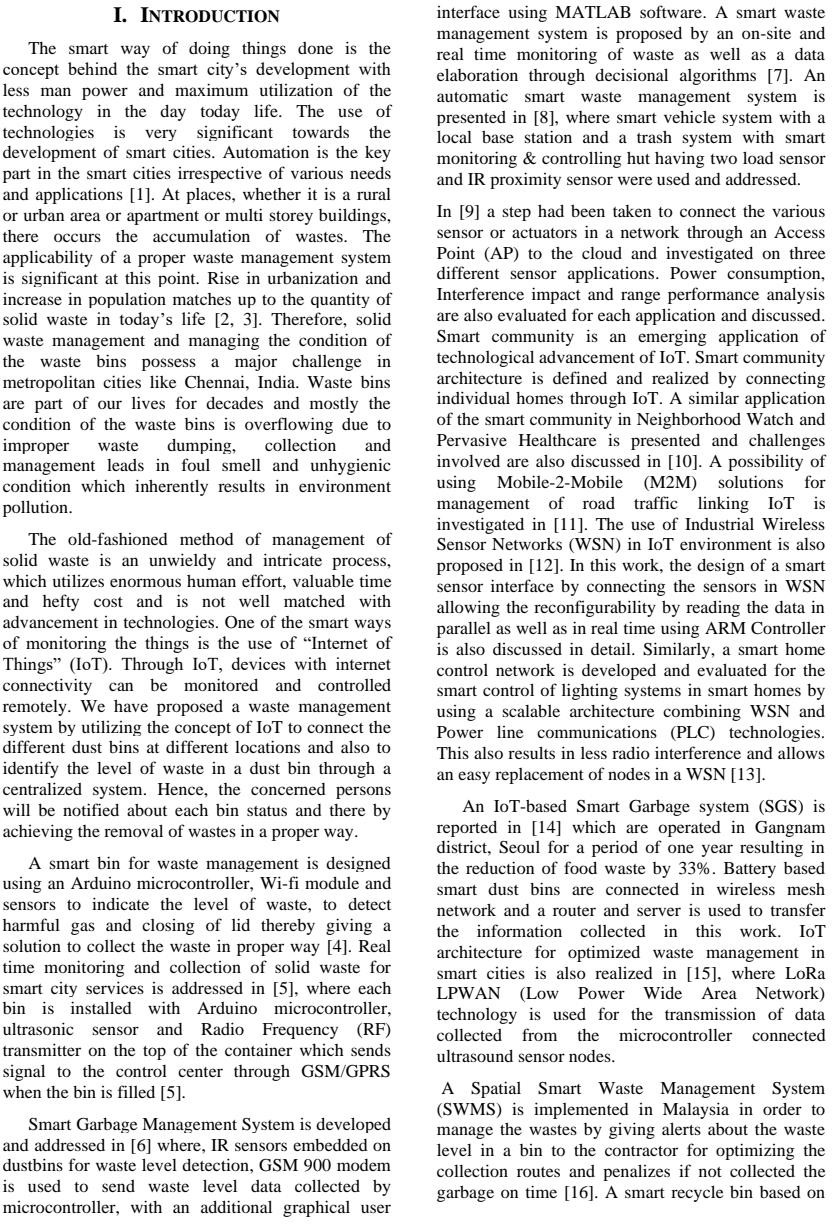 I. INTRODUCTION
The smart way of doing things done is the
concept behind the smart city's development with
less man power and maximum utilization of the
technology in the day today life. The use of
technologies is very significant towards the
development of smart cities. Automation is the key
part in the smart cities irrespective of various needs
and applications [1]. At places, whether it is a rural
or urban area or apartment or multi storey buildings,
there occurs the accumulation of wastes. The
applicability of a proper waste management system
is significant at this point. Rise in urbanization and
increase in population matches up to the quantity of
solid waste in today's life [2, 3]. Therefore, solid
waste management and managing the condition of
the waste bins possess a major challenge in
metropolitan cities like Chennai, India. Waste bins
are part of our lives for decades and mostly the
condition of the waste bins is overflowing due to
improper waste dumping, collection and
management leads in foul smell and unhygienic
condition which inherently results in environment
pollution.
The old-fashioned method of management of
solid waste is an unwieldy and intricate process,
which utilizes enormous human effort, valuable time
and hefty cost and is not well matched with
advancement in technologies. One of the smart ways
of monitoring the things is the use of “Internet of
Things” (IoT). Through IoT, devices with internet
connectivity can be monitored and controlled
remotely. We have proposed a waste management
system by utilizing the concept of IoT to connect the
different dust bins at different locations and also to
identify the level of waste in a dust bin through a
centralized system. Hence, the concerned persons
will be notified about each bin status and there by
achieving the removal of wastes in a proper way.
A smart bin for waste management is designed
using an Arduino microcontroller, Wi-fi module and
sensors to indicate the level of waste, to detect
harmful gas and closing of lid thereby giving a
solution to collect the waste in proper way [4]. Real
time monitoring and collection of solid waste for
smart city services is addressed in [5], where each
bin is installed with Arduino microcontroller,
ultrasonic sensor and Radio Frequency (RF)
transmitter on the top of the container which sends
signal to the control center through GSM/GPRS
when the bin is filled [5].
Smart Garbage Management System is developed
and addressed in [6] where, IR sensors embedded on
dustbins for waste level detection, GSM 900 modem
is used to send waste level data collected by
microcontroller, with an additional graphical user
interface using MATLAB software. A smart waste
management system is proposed by an on-site and
real time monitoring of waste as well as a data
elaboration through decisional algorithms [7]. An
automatic smart waste management system is
presented in [8], where smart vehicle system with a
local base station and a trash system with smart
monitoring & controlling hut having two load sensor
and IR proximity sensor were used and addressed.
In [9] a step had been taken to connect the various
sensor or actuators in a network through an Access
Point (AP) to the cloud and investigated on three
different sensor applications. Power consumption,
Interference impact and range performance analysis
are also evaluated for each application and discussed.
Smart community is an emerging application of
technological advancement of IoT. Smart community
architecture is defined and realized by connecting
individual homes through IoT. A similar application
of the smart community in Neighborhood Watch and
Pervasive Healthcare is presented and challenges
involved are also discussed in [10]. A possibility of
using Mobile-2-Mobile (M2M) solutions for
management of road traffic linking IoT is
investigated in [11]. The use of Industrial Wireless
Sensor Networks (WSN) in IoT environment is also
proposed in [12]. In this work, the design of a smart
sensor interface by connecting the sensors in WSN
allowing the reconfigurability by reading the data in
parallel as well as in real time using ARM Controller
is also discussed in detail. Similarly, a smart home
control network is developed and evaluated for the
smart control of lighting systems in smart homes by
using a scalable architecture combining WSN and
Power line communications (PLC) technologies.
This also results in less radio interference and allows
an easy replacement of nodes in a WSN [13].
An IoT-based Smart Garbage system (SGS) is
reported in [14] which are operated in Gangnam
district, Seoul for a period of one year resulting in
the reduction of food waste by 33%. Battery based
smart dust bins are connected in wireless mesh
network and a router and server is used to transfer
the information collected in this work. IoT
architecture for optimized waste management in
smart cities is also realized in [15], where LoRa
LPWAN (Low Power Wide Area Network)
technology is used for the transmission of data
collected from the microcontroller connected
ultrasound sensor nodes.
A Spatial Smart Waste Management System
(SWMS) is implemented in Malaysia in order to
manage the wastes by giving alerts about the waste
level in a bin to the contractor for optimizing the
collection routes and penalizes if not collected the
garbage on time [16]. A smart recycle bin based on